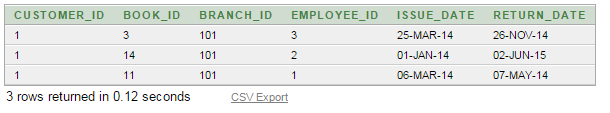 CUSTOMER_ID BOOK_ID BRANCH_ID EMPLOYEE_ID ISSUE_DATE RETURN_DATE
1 3 101 3 25-MAR-14 26-NOV-14
1 14 101 2 01-JAN-14 02-JUN-15
1 11 101 1 06-MAR-14 07-MAY-14
3 rows returned in 0.12 seconds CSV Export